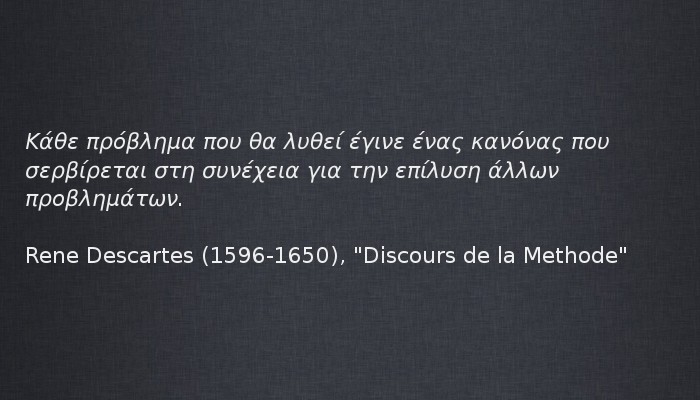 Κάθε πρόβλημα που θα λυθεί έγινε ένας κανόνας που
σερβίρεται στη συνέχεια για την επίλυση άλλων
προβλημάτων.
Rene Descartes (1596-1650), "Discours de la Methode"